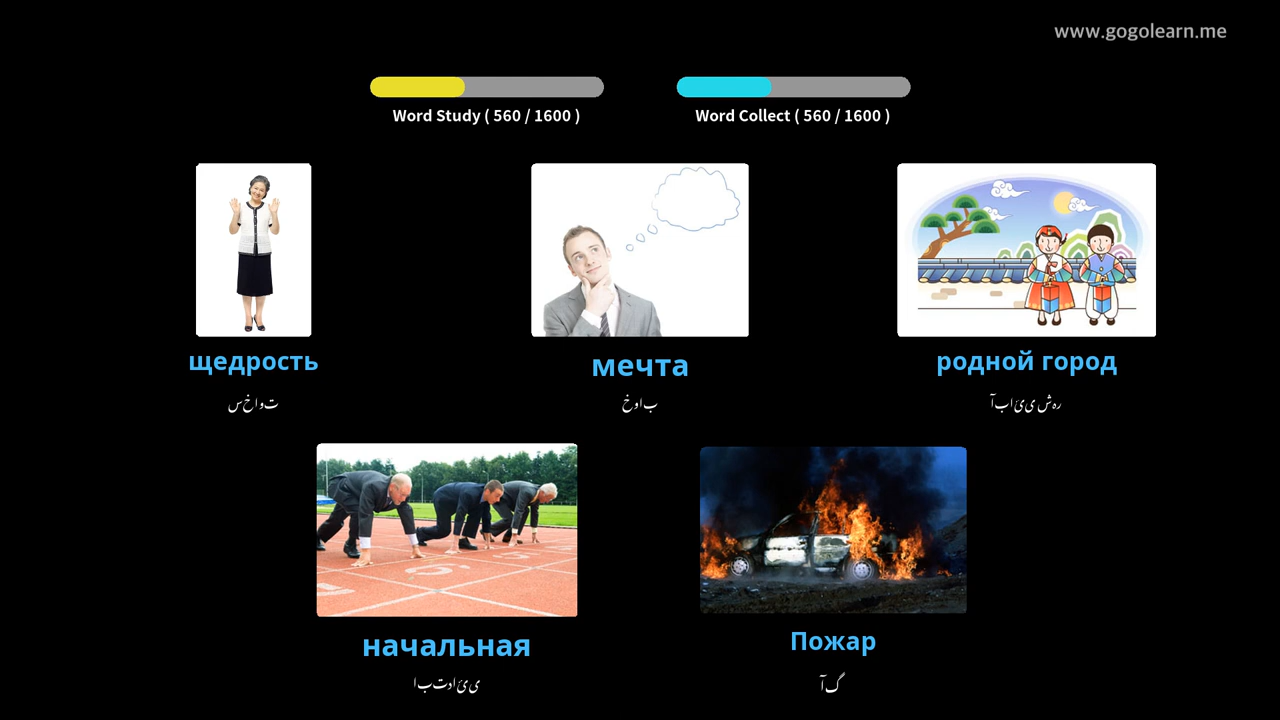 www.gogolearn.me
Word Study ( 560 / 1600 )
Word Collect ( 560 / 1600 )
щедрость
мечта
родной город
سخاوت
خواب
آبائی شہر
начальная
Пожар
ابتدائی
آگ